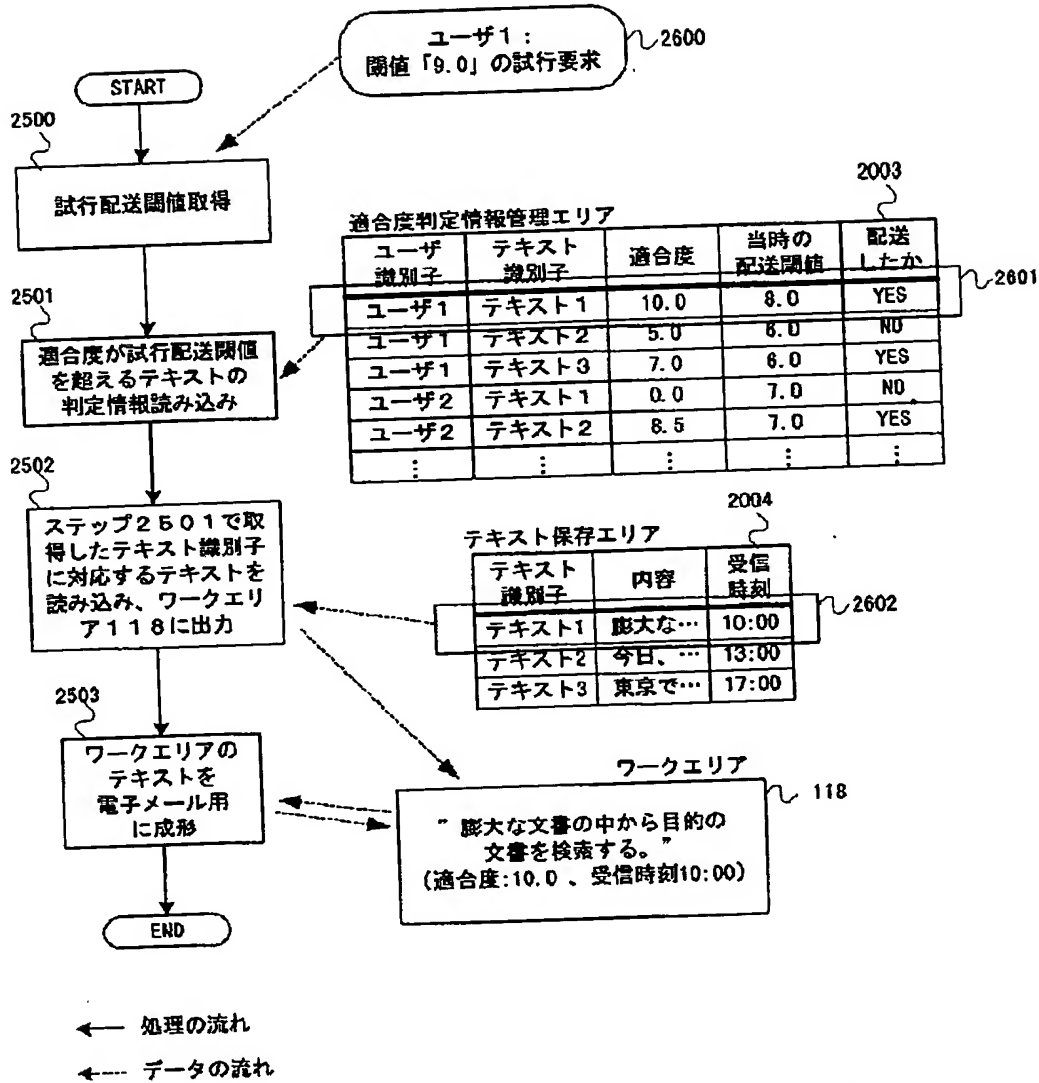 ユーザ1：
閾値「9.0」の試行要求
2600
START
2500
試行配送閾値取得
2003
適合度判定情報管理エリア
ユーザ識別子 テキスト識別子 適合度 当時の配送閾値 配送したか
2601
ユーザ1 テキスト1 10.0 8.0 YES
ユーザ1 テキスト2 5.0 6.0 NO
ユーザ1 テキスト3 7.0 6.0 YES
ユーザ2 テキスト1 0.0 7.0 NO
ユーザ2 テキスト2 8.5 7.0 YES
⋮ ⋮ ⋮ ⋮ ⋮
2501
適合度が試行配送閾値
を超えるテキストの
判定情報読み込み
2502
ステップ2501で取
得したテキスト識別子
に対応するテキストを
読み込み、ワークエリ
ア118に出力
2004
テキスト保存エリア
テキスト識別子 内容 受信時刻
2602
テキスト1 膨大な… 10:00
テキスト2 今日、… 13:00
テキスト3 東京で… 17:00
2503
ワークエリアの
テキストを
電子メール用
に成形
ワークエリア
118
"膨大な文書の中から目的の
文書を検索する。"
(適合度:10.0 、受信時刻10:00)
END
処理の流れ
データの流れ